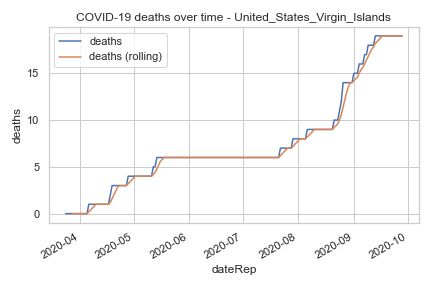 COVID-19 deaths over time - United_States_Virgin_Islands
deaths
deaths (rolling)
deaths
15
10
5
0
2020-04
2020-05
2020-06
2020-07
2020-08
2020-09
2020-10
dateRep